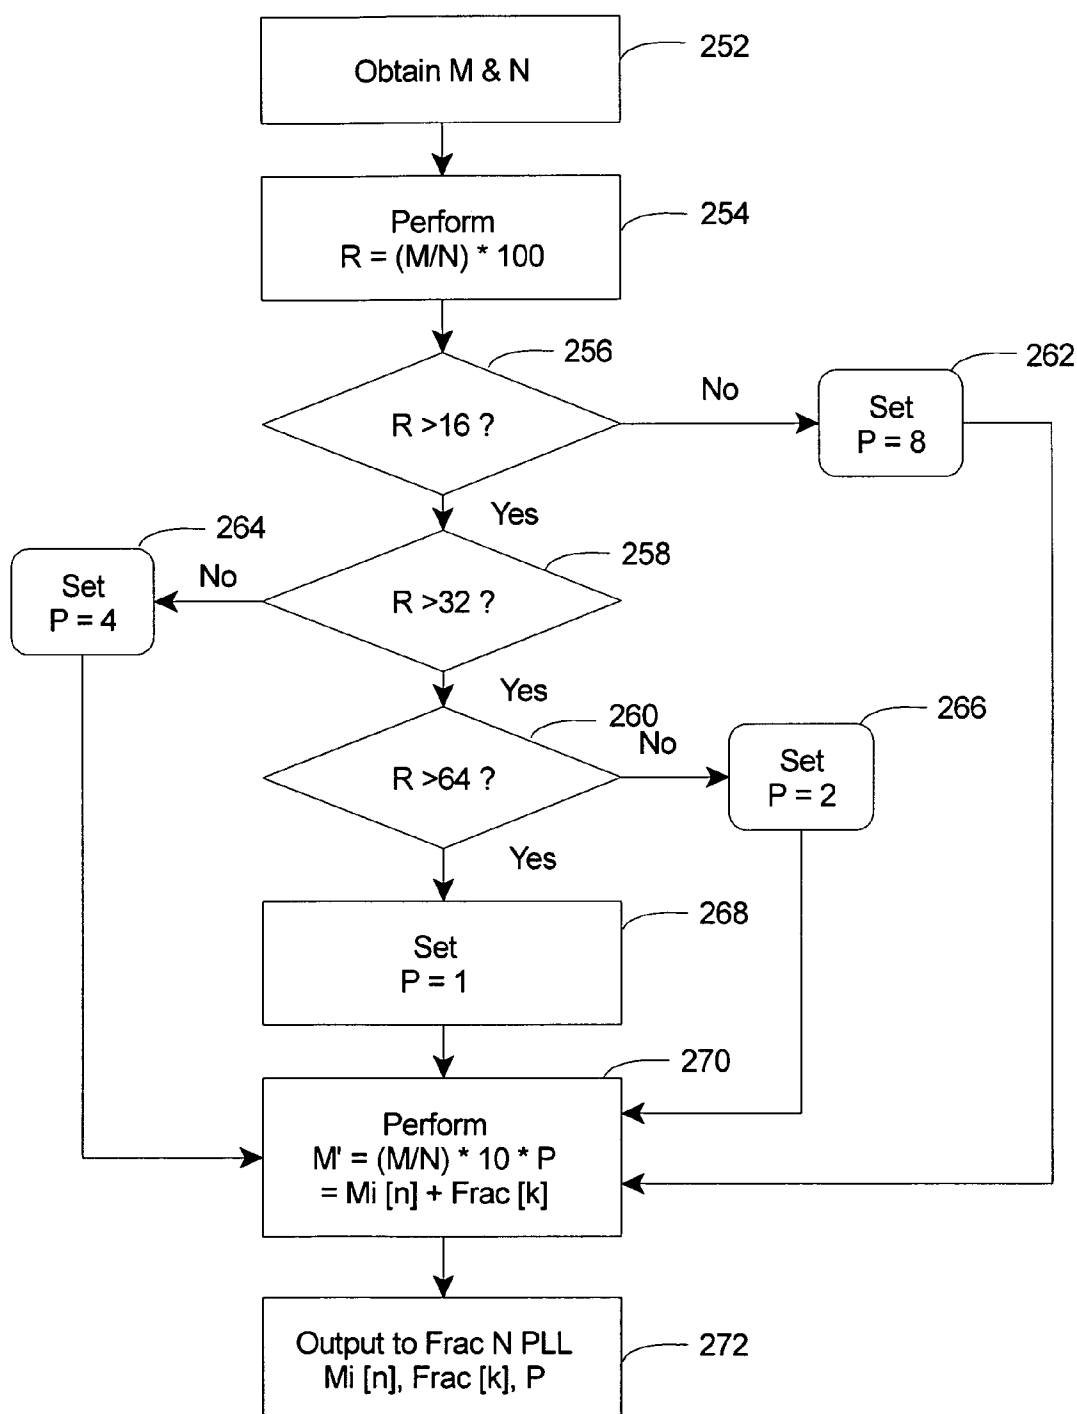 Obtain M & N
252
Perform
R = (M/N) * 100
254
R >16 ?
256
No
Set
P = 8
262
Yes
R >32 ?
258
No
Set
P = 4
264
Yes
R >64 ?
260
No
Set
P = 2
266
Yes
Set
P = 1
268
Perform
M' = (M/N) * 10 * P
= Mi [n] + Frac [k]
270
Output to Frac N PLL
Mi [n], Frac [k], P
272